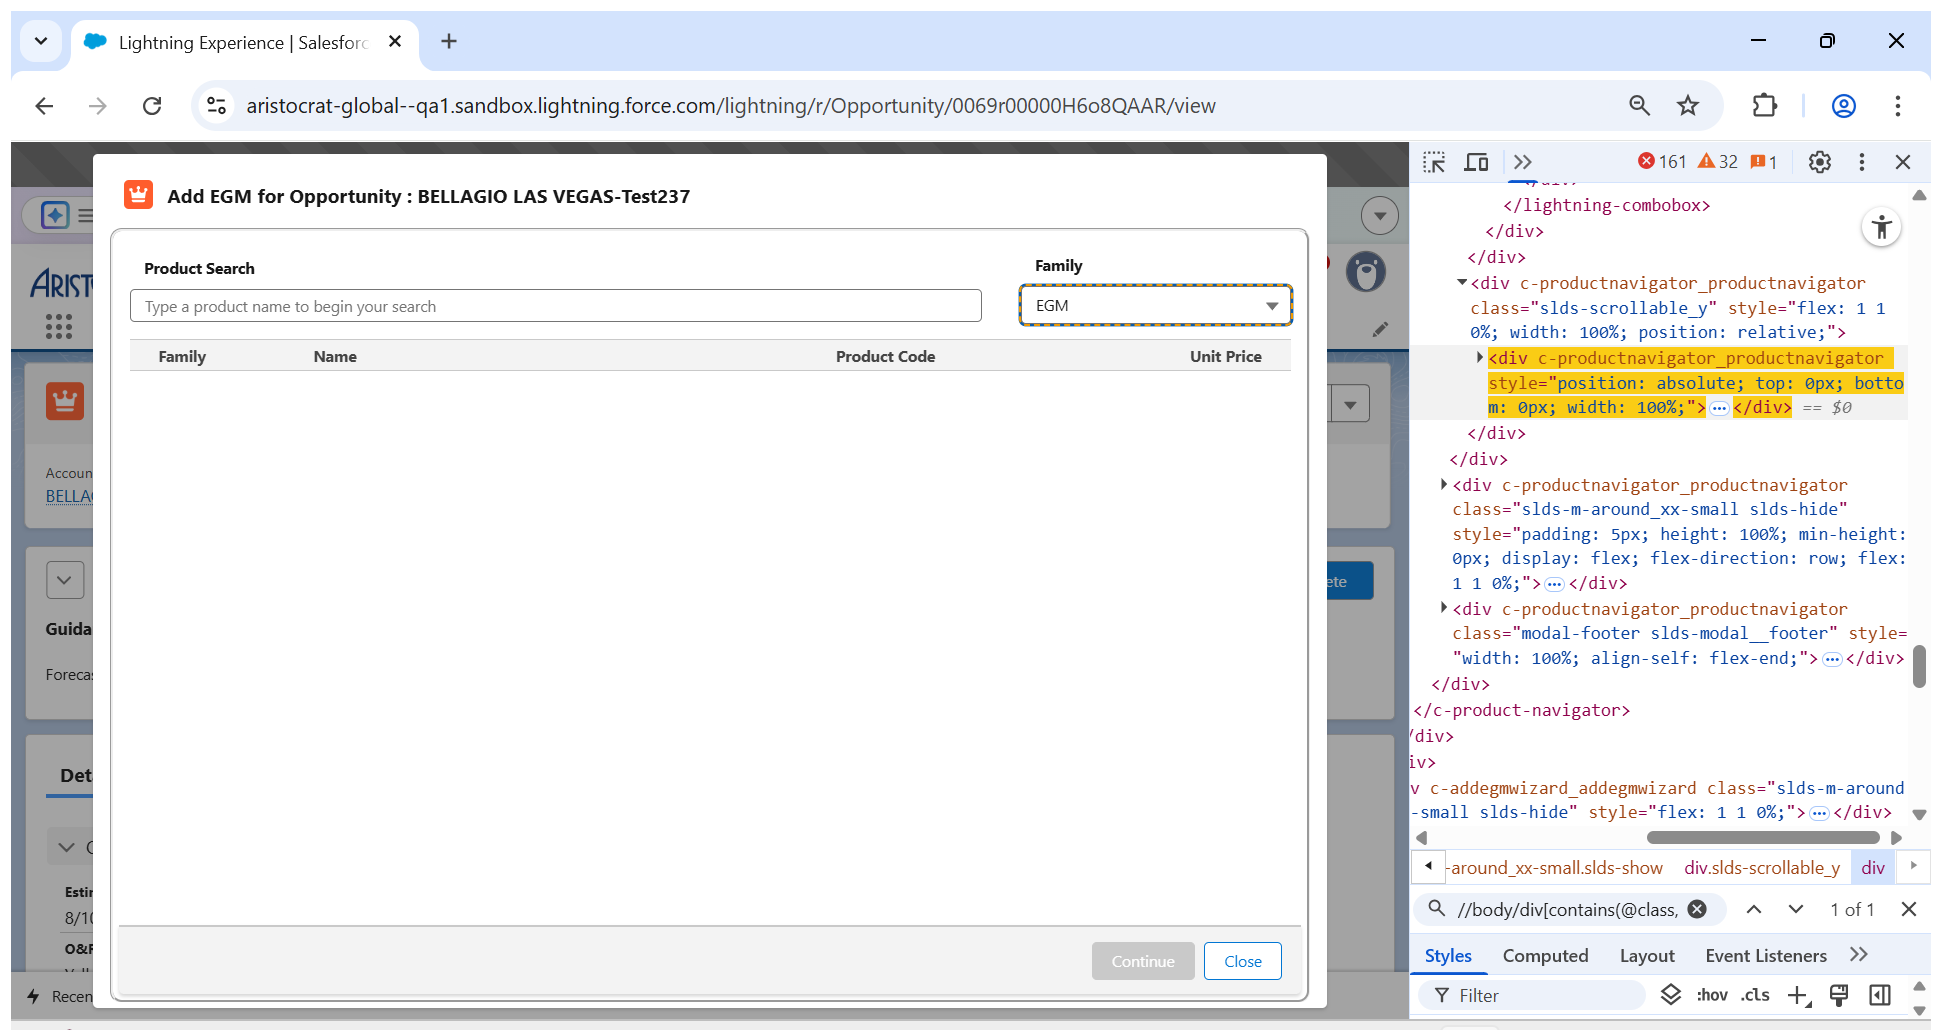 Lightning Experience | Salesforc
aristocrat-global--qa1.sandbox.lightning.force.com/lightning/r/Opportunity/0069r00000H6o8QAAR/view
Add EGM for Opportunity : BELLAGIO LAS VEGAS-Test237
Product Search
Family
Type a product name to begin your search
EGM
Family Name Product Code Unit Price
Continue Close
ARIST
Accoun
BELLA
Guida
Foreca
ete
Det
Estin
8/10
O&F
Recen
161 32 1
</div>
</lightning-combobox>
</div>
</div>
<div c-productnavigator_productnavigator
class="slds-scrollable_y" style="flex: 1 1
0%; width: 100%; position: relative;">
<div c-productnavigator_productnavigator
style="position: absolute; top: 0px; botto
m: 0px; width: 100%;"> … </div> == $0
</div>
</div>
<div c-productnavigator_productnavigator
class="slds-m-around_xx-small slds-hide"
style="padding: 5px; height: 100%; min-height:
0px; display: flex; flex-direction: row; flex:
1 1 0%;"> … </div>
<div c-productnavigator_productnavigator
class="modal-footer slds-modal__footer" style=
"width: 100%; align-self: flex-end;"> … </div>
</div>
</c-product-navigator>
/div>
iv>
v c-addegmwizard_addegmwizard class="slds-m-around
-small slds-hide" style="flex: 1 1 0%;"> … </div>
-around_xx-small.slds-show div.slds-scrollable_y div
//body/div[contains(@class, 1 of 1
Styles Computed Layout Event Listeners
Filter :hov .cls